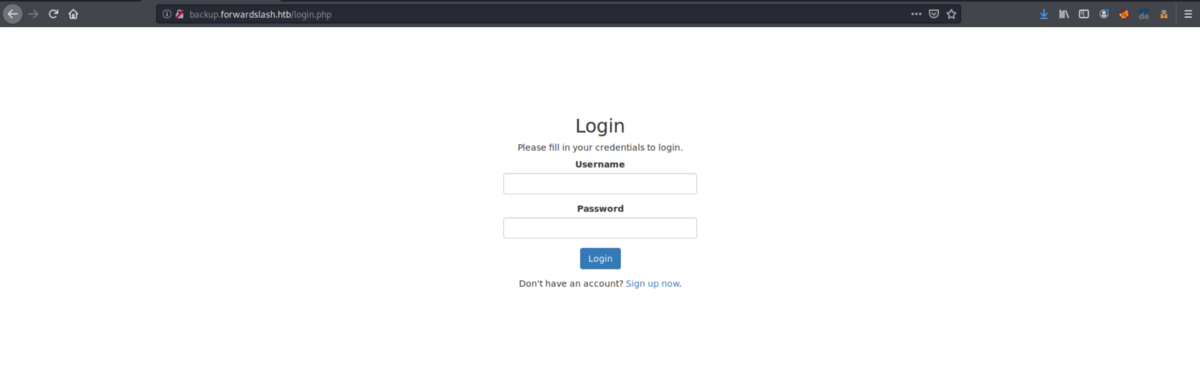 backup.forwardslash.htb/login.php
de
Login
Please fill in your credentials to login.
Username
Password
Login
Don't have an account? Sign up now.